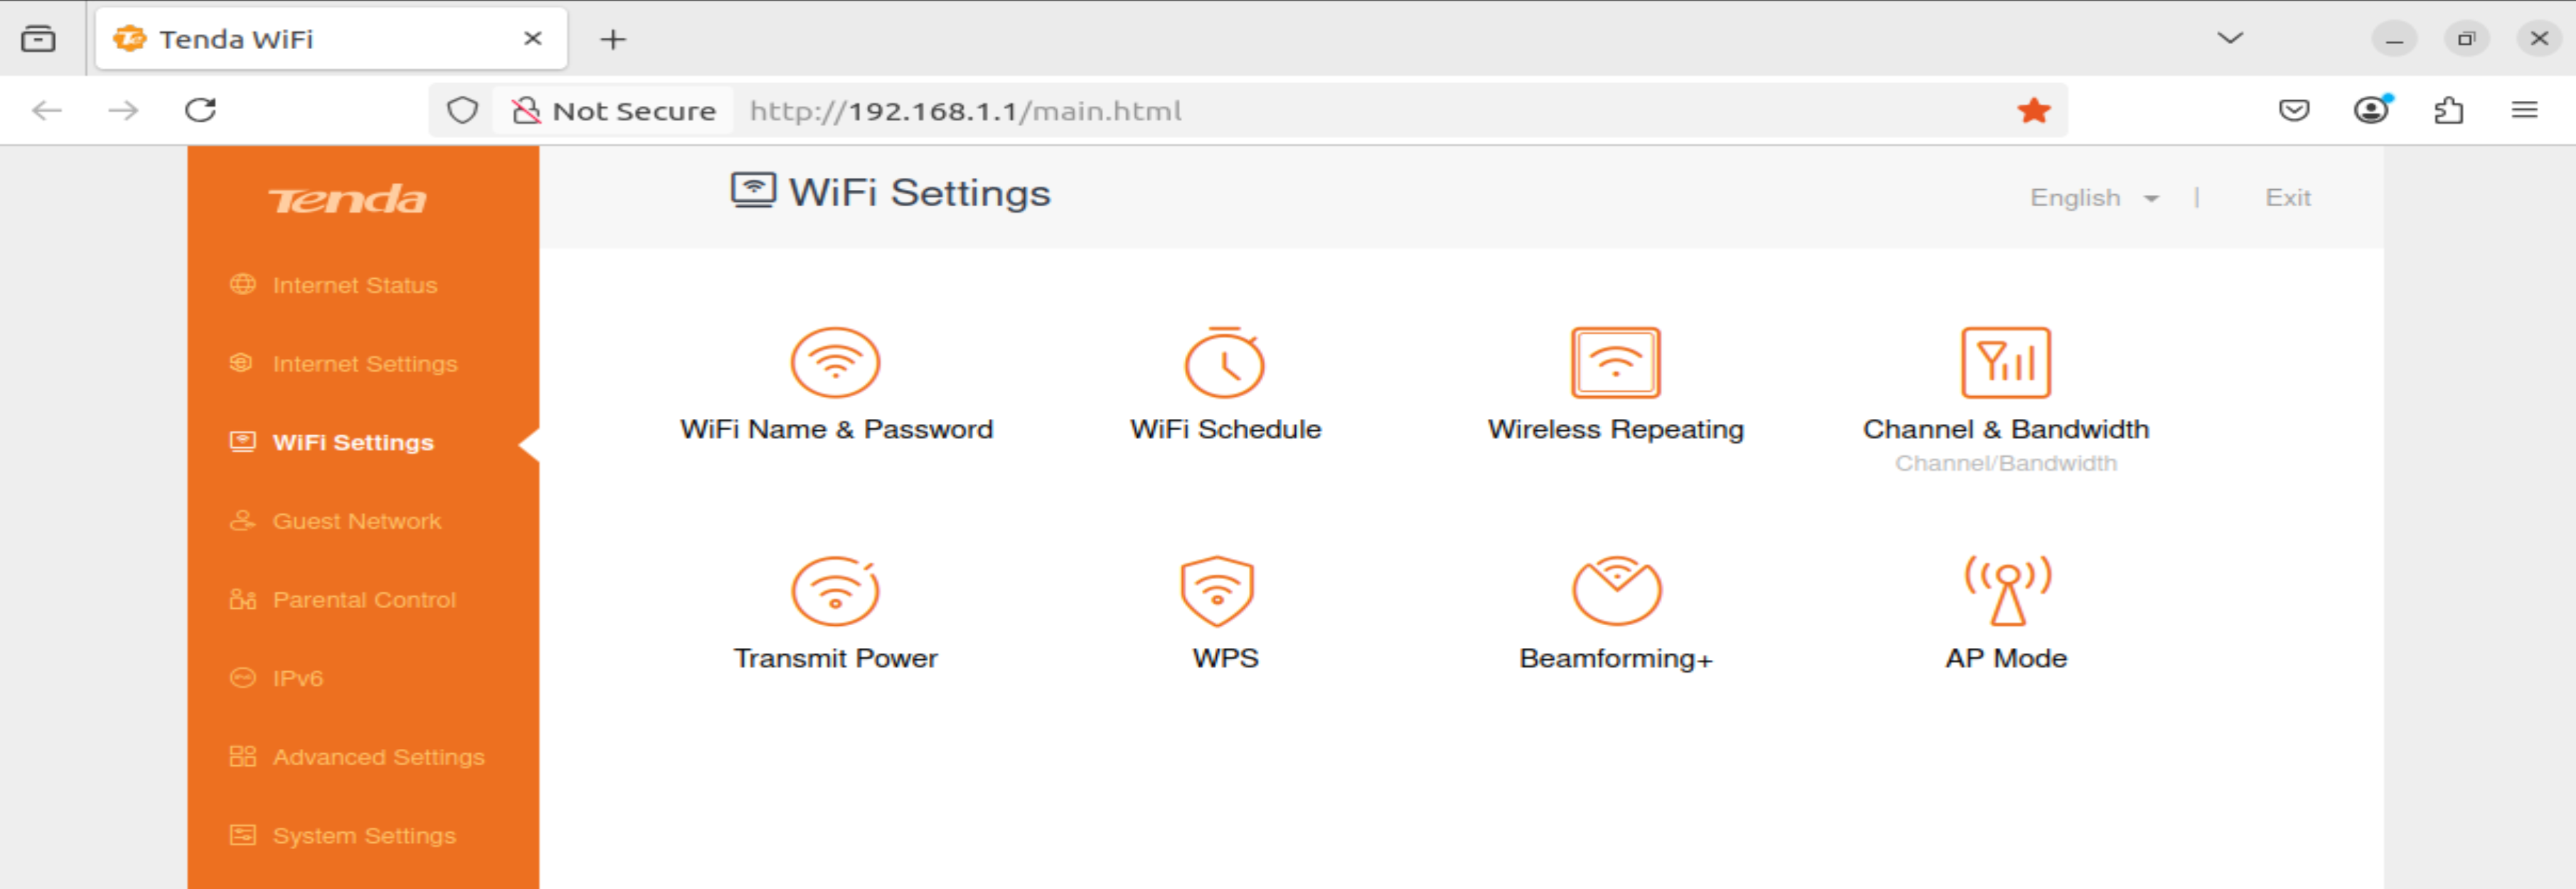 Tenda WiFi
Not Secure http://192.168.1.1/main.html
Tenda
WiFi Settings
English | Exit
Internet Status
Internet Settings
WiFi Settings
Guest Network
Parental Control
IPv6
Advanced Settings
System Settings
WiFi Name & Password
WiFi Schedule
Wireless Repeating
Channel & Bandwidth
Channel/Bandwidth
Transmit Power
WPS
Beamforming+
AP Mode